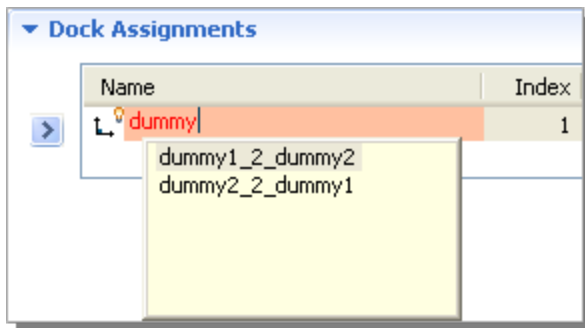 Dock Assignments
Name Index
dummy 1
dummy1_2_dummy2
dummy2_2_dummy1